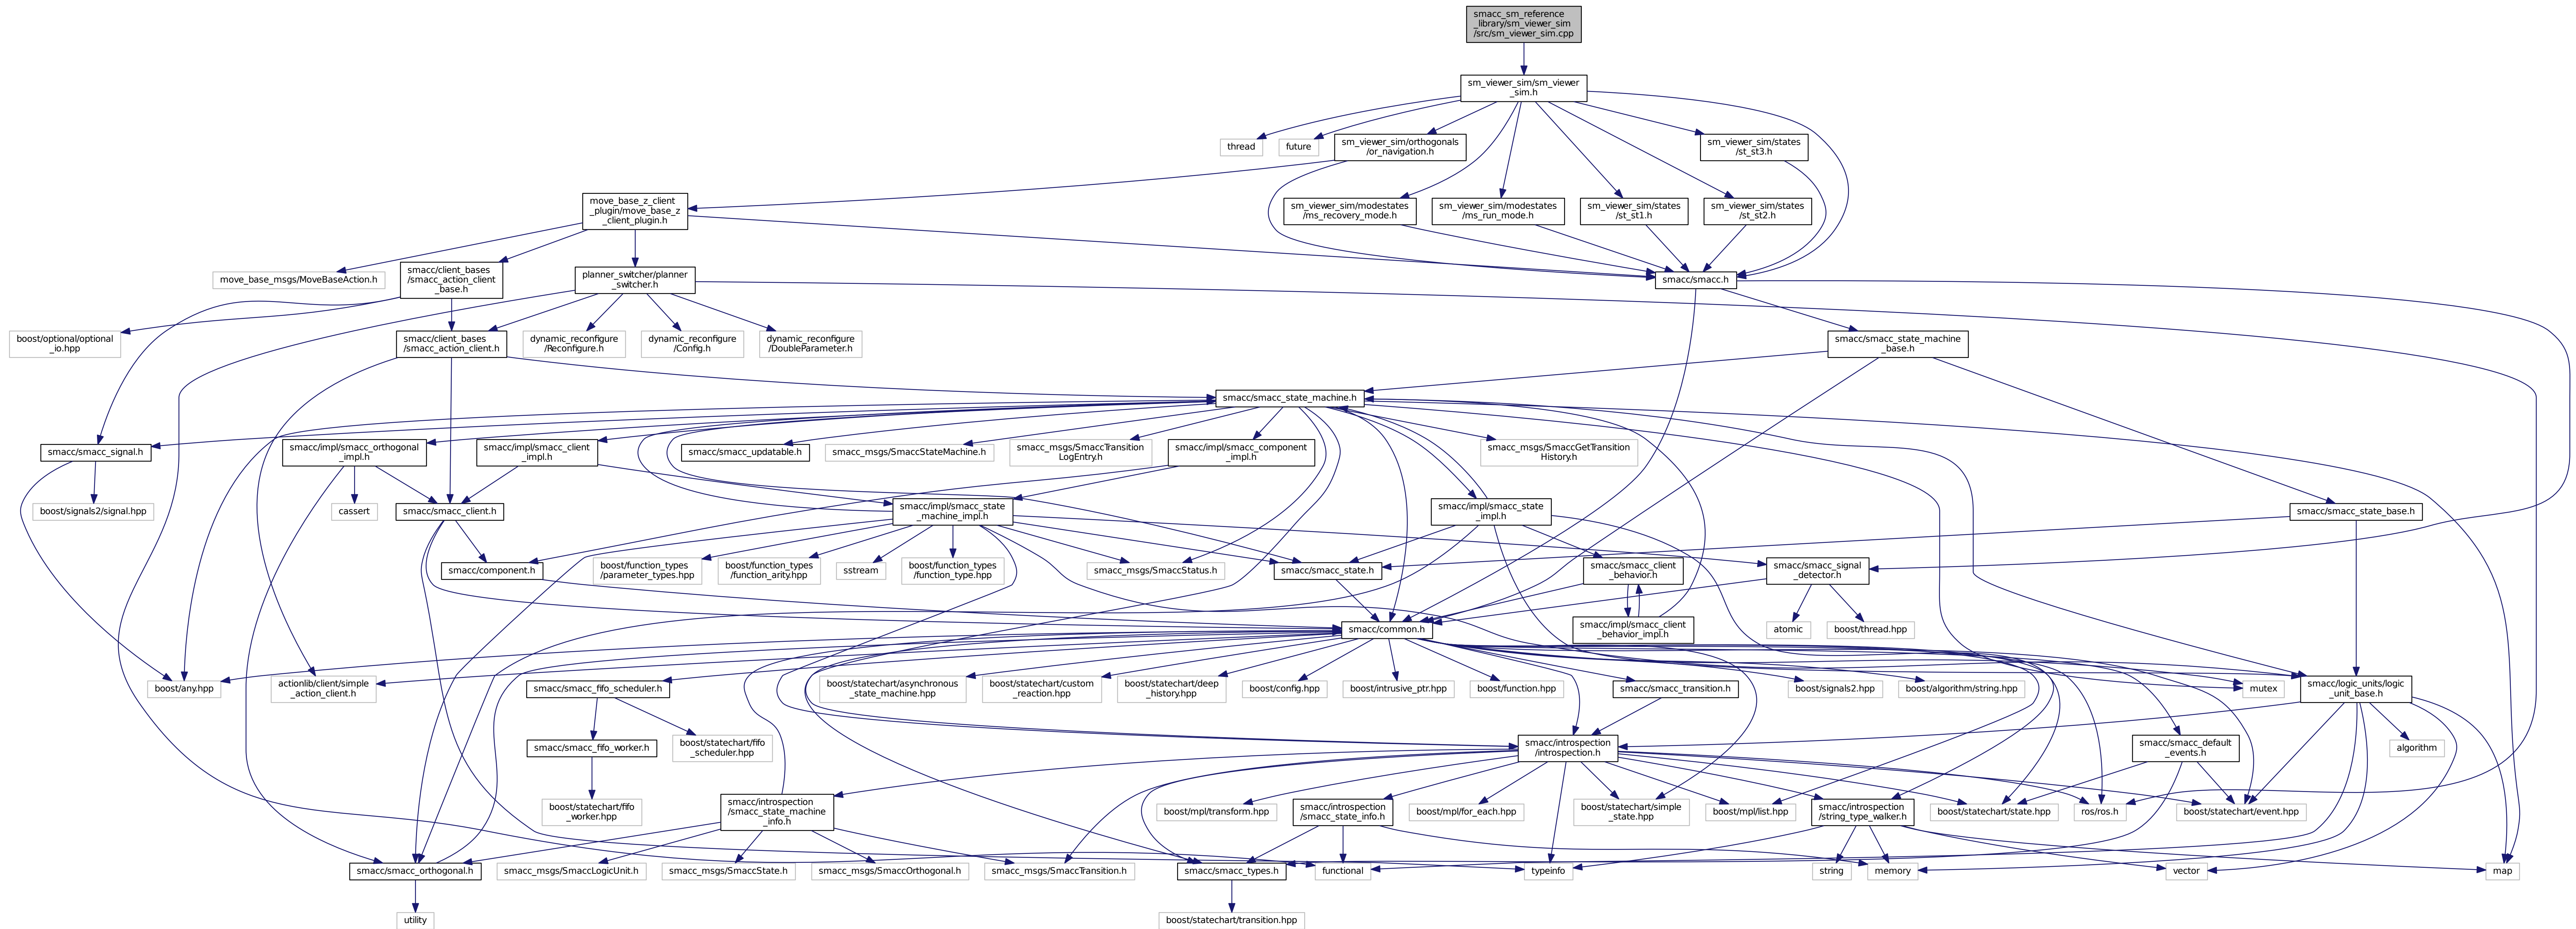 smacc_sm_reference
_library/sm_viewer_sim
/src/sm_viewer_sim.cpp
sm_viewer_sim/sm_viewer
_sim.h
thread
future
sm_viewer_sim/orthogonals
/or_navigation.h
sm_viewer_sim/states
/st_st3.h
move_base_z_client
_plugin/move_base_z
_client_plugin.h
sm_viewer_sim/modestates
/ms_recovery_mode.h
sm_viewer_sim/modestates
/ms_run_mode.h
sm_viewer_sim/states
/st_st1.h
sm_viewer_sim/states
/st_st2.h
move_base_msgs/MoveBaseAction.h
smacc/client_bases
/smacc_action_client
_base.h
planner_switcher/planner
_switcher.h
smacc/smacc.h
boost/optional/optional
_io.hpp
smacc/client_bases
/smacc_action_client.h
dynamic_reconfigure
/Reconfigure.h
dynamic_reconfigure
/Config.h
dynamic_reconfigure
/DoubleParameter.h
smacc/smacc_state_machine
_base.h
smacc/smacc_state_machine.h
smacc/smacc_signal.h
smacc/impl/smacc_orthogonal
_impl.h
smacc/impl/smacc_client
_impl.h
smacc/smacc_updatable.h
smacc_msgs/SmaccStateMachine.h
smacc_msgs/SmaccTransition
LogEntry.h
smacc/impl/smacc_component
_impl.h
smacc_msgs/SmaccGetTransition
History.h
boost/signals2/signal.hpp
cassert
smacc/smacc_client.h
smacc/impl/smacc_state
_machine_impl.h
smacc/impl/smacc_state
_impl.h
smacc/smacc_state_base.h
smacc/component.h
boost/function_types
/parameter_types.hpp
boost/function_types
/function_arity.hpp
sstream
boost/function_types
/function_type.hpp
smacc_msgs/SmaccStatus.h
smacc/smacc_state.h
smacc/smacc_client
_behavior.h
smacc/smacc_signal
_detector.h
smacc/common.h
smacc/impl/smacc_client
_behavior_impl.h
atomic
boost/thread.hpp
boost/any.hpp
actionlib/client/simple
_action_client.h
smacc/smacc_fifo_scheduler.h
boost/statechart/asynchronous
_state_machine.hpp
boost/statechart/custom
_reaction.hpp
boost/statechart/deep
_history.hpp
boost/config.hpp
boost/intrusive_ptr.hpp
boost/function.hpp
smacc/smacc_transition.h
boost/signals2.hpp
boost/algorithm/string.hpp
mutex
smacc/logic_units/logic
_unit_base.h
smacc/smacc_fifo_worker.h
boost/statechart/fifo
_scheduler.hpp
smacc/introspection
/introspection.h
smacc/smacc_default
_events.h
algorithm
boost/statechart/fifo
_worker.hpp
smacc/introspection
/smacc_state_machine
_info.h
boost/mpl/transform.hpp
smacc/introspection
/smacc_state_info.h
boost/mpl/for_each.hpp
boost/statechart/simple
_state.hpp
boost/mpl/list.hpp
smacc/introspection
/string_type_walker.h
boost/statechart/state.hpp
ros/ros.h
boost/statechart/event.hpp
smacc/smacc_orthogonal.h
smacc_msgs/SmaccLogicUnit.h
smacc_msgs/SmaccState.h
smacc_msgs/SmaccOrthogonal.h
smacc_msgs/SmaccTransition.h
smacc/smacc_types.h
functional
typeinfo
string
memory
vector
map
utility
boost/statechart/transition.hpp